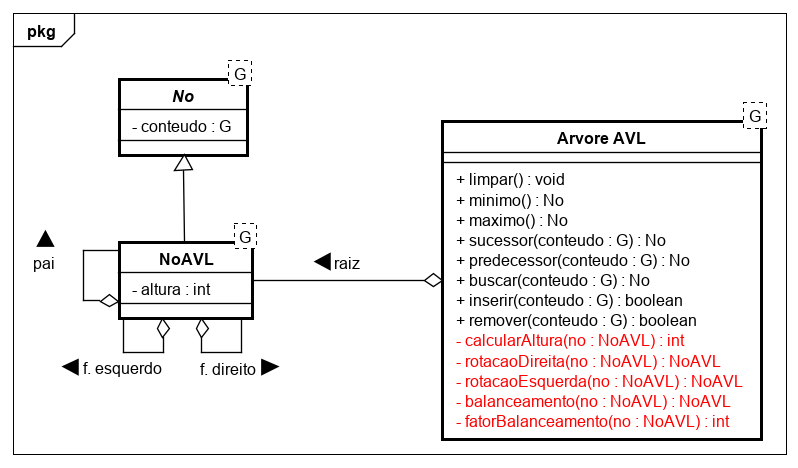 pkg
G
No
- conteudo : G
G
Arvore AVL
+ limpar() : void
+ minimo() : No
+ maximo() : No
+ sucessor(conteudo : G) : No
+ predecessor(conteudo : G) : No
+ buscar(conteudo : G) : No
+ inserir(conteudo : G) : boolean
+ remover(conteudo : G) : boolean
- calcularAltura(no : NoAVL) : int
- rotacaoDireita(no : NoAVL) : NoAVL
- rotacaoEsquerda(no : NoAVL) : NoAVL
- balanceamento(no : NoAVL) : NoAVL
- fatorBalanceamento(no : NoAVL) : int
G
NoAVL
- altura : int
pai
raiz
f. esquerdo
f. direito